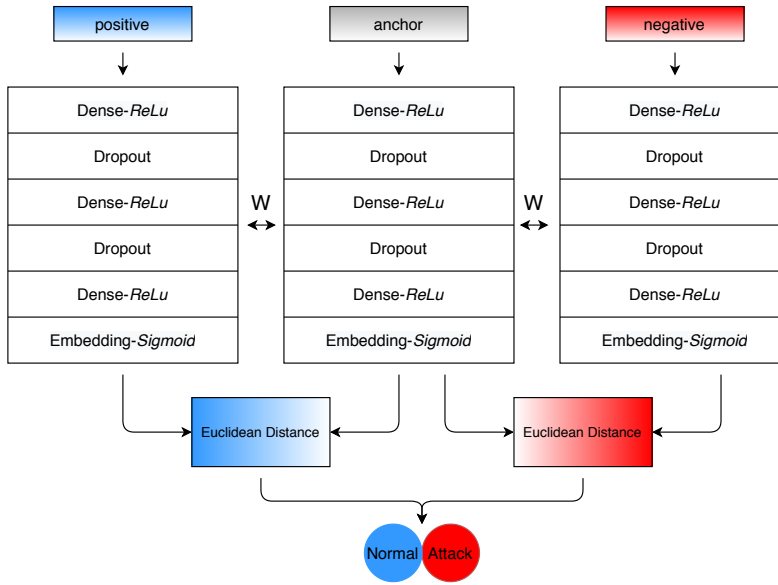 positive
anchor
negative
Dense-ReLu
Dropout
Dense-ReLu
Dropout
Dense-ReLu
Embedding-Sigmoid
W
Dense-ReLu
Dropout
Dense-ReLu
Dropout
Dense-ReLu
Embedding-Sigmoid
W
Dense-ReLu
Dropout
Dense-ReLu
Dropout
Dense-ReLu
Embedding-Sigmoid
Euclidean Distance
Euclidean Distance
Normal
Attack